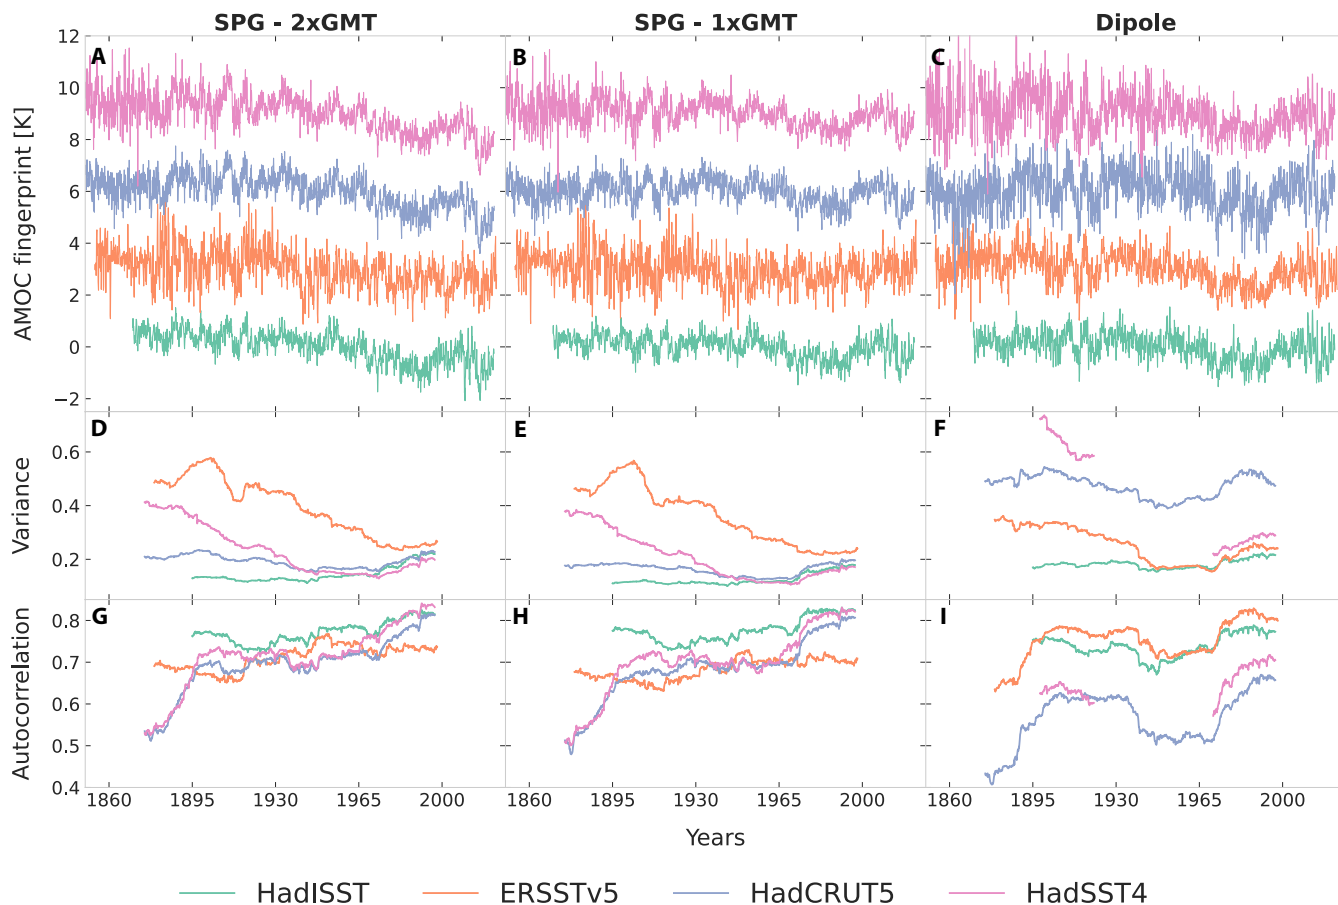 SPG - 2xGMT SPG - 1xGMT Dipole
A B C
12
10
8
6
4
2
0
−2
AMOC fingerprint [K]
D E F
0.6
0.4
0.2
Variance
G H I
0.8
0.7
0.6
0.5
0.4
Autocorrelation
1860 1895 1930 1965 2000 1860 1895 1930 1965 2000 1860 1895 1930 1965 2000
Years
HadISST ERSSTv5 HadCRUT5 HadSST4